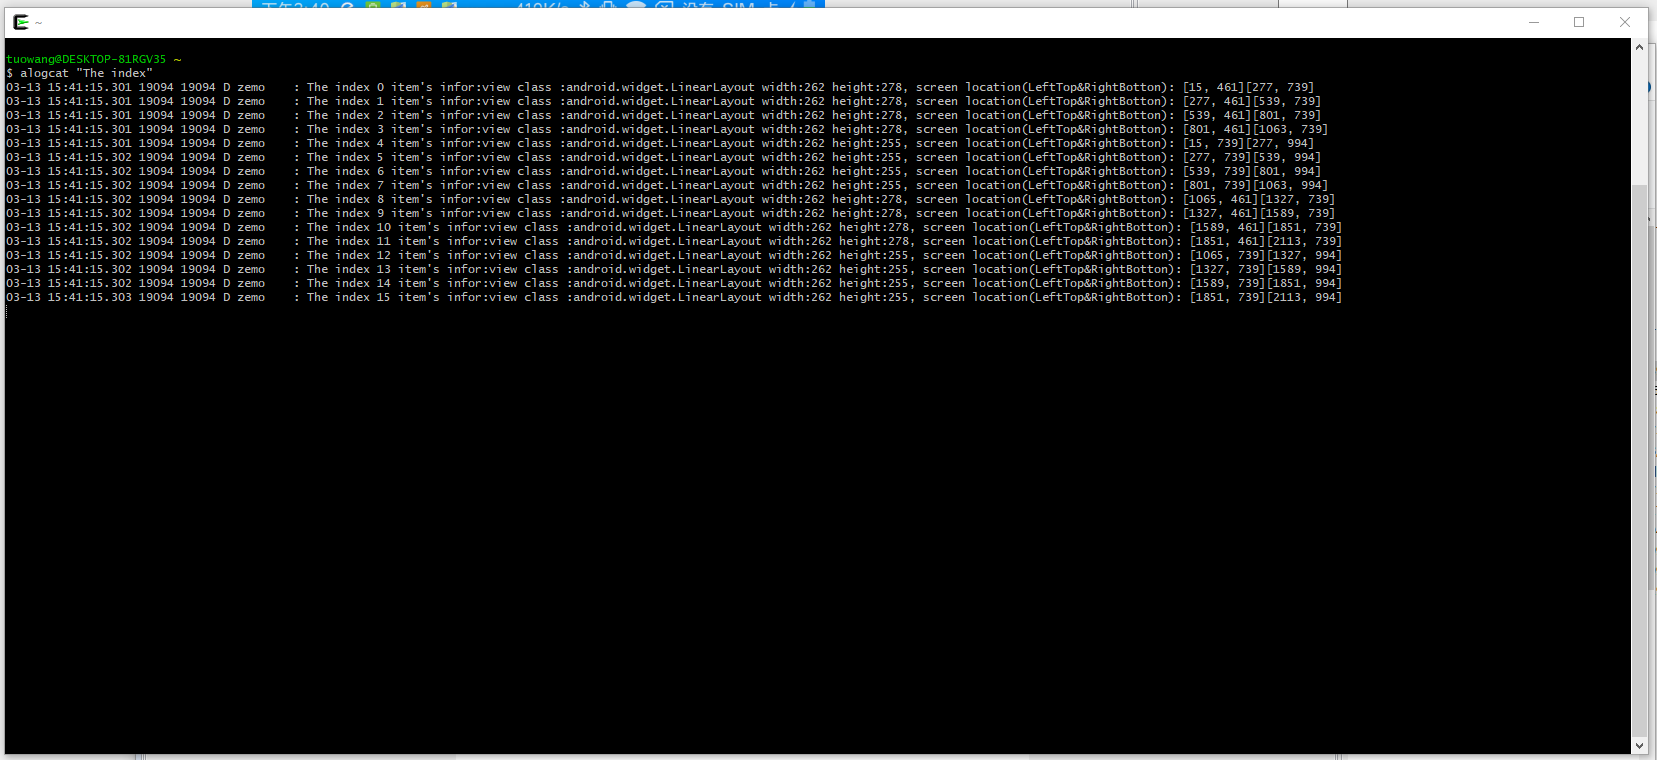 ~
tuowang@DESKTOP-81RGV35 ~
$ alogcat "The index"
03-13 15:41:15.301 19094 19094 D zemo    : The index 0 item's infor:view class :android.widget.LinearLayout width:262 height:278, screen location(LeftTop&RightBotton): [15, 461][277, 739]
03-13 15:41:15.301 19094 19094 D zemo    : The index 1 item's infor:view class :android.widget.LinearLayout width:262 height:278, screen location(LeftTop&RightBotton): [277, 461][539, 739]
03-13 15:41:15.301 19094 19094 D zemo    : The index 2 item's infor:view class :android.widget.LinearLayout width:262 height:278, screen location(LeftTop&RightBotton): [539, 461][801, 739]
03-13 15:41:15.301 19094 19094 D zemo    : The index 3 item's infor:view class :android.widget.LinearLayout width:262 height:278, screen location(LeftTop&RightBotton): [801, 461][1063, 739]
03-13 15:41:15.301 19094 19094 D zemo    : The index 4 item's infor:view class :android.widget.LinearLayout width:262 height:255, screen location(LeftTop&RightBotton): [15, 739][277, 994]
03-13 15:41:15.302 19094 19094 D zemo    : The index 5 item's infor:view class :android.widget.LinearLayout width:262 height:255, screen location(LeftTop&RightBotton): [277, 739][539, 994]
03-13 15:41:15.302 19094 19094 D zemo    : The index 6 item's infor:view class :android.widget.LinearLayout width:262 height:255, screen location(LeftTop&RightBotton): [539, 739][801, 994]
03-13 15:41:15.302 19094 19094 D zemo    : The index 7 item's infor:view class :android.widget.LinearLayout width:262 height:255, screen location(LeftTop&RightBotton): [801, 739][1063, 994]
03-13 15:41:15.302 19094 19094 D zemo    : The index 8 item's infor:view class :android.widget.LinearLayout width:262 height:278, screen location(LeftTop&RightBotton): [1065, 461][1327, 739]
03-13 15:41:15.302 19094 19094 D zemo    : The index 9 item's infor:view class :android.widget.LinearLayout width:262 height:278, screen location(LeftTop&RightBotton): [1327, 461][1589, 739]
03-13 15:41:15.302 19094 19094 D zemo    : The index 10 item's infor:view class :android.widget.LinearLayout width:262 height:278, screen location(LeftTop&RightBotton): [1589, 461][1851, 739]
03-13 15:41:15.302 19094 19094 D zemo    : The index 11 item's infor:view class :android.widget.LinearLayout width:262 height:278, screen location(LeftTop&RightBotton): [1851, 461][2113, 739]
03-13 15:41:15.302 19094 19094 D zemo    : The index 12 item's infor:view class :android.widget.LinearLayout width:262 height:255, screen location(LeftTop&RightBotton): [1065, 739][1327, 994]
03-13 15:41:15.302 19094 19094 D zemo    : The index 13 item's infor:view class :android.widget.LinearLayout width:262 height:255, screen location(LeftTop&RightBotton): [1327, 739][1589, 994]
03-13 15:41:15.302 19094 19094 D zemo    : The index 14 item's infor:view class :android.widget.LinearLayout width:262 height:255, screen location(LeftTop&RightBotton): [1589, 739][1851, 994]
03-13 15:41:15.303 19094 19094 D zemo    : The index 15 item's infor:view class :android.widget.LinearLayout width:262 height:255, screen location(LeftTop&RightBotton): [1851, 739][2113, 994]